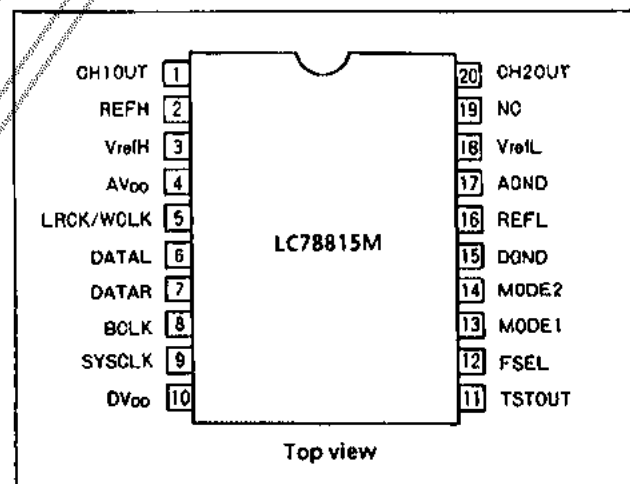 CH1OUT 1
REFH 2
VrefH 3
AVDD 4
LRCK/WCLK 5
DATAL 6
DATAR 7
BCLK 8
SYSCLK 9
DVDD 10
LC78815M
20 CH2OUT
19 NC
18 VrefL
17 AGND
16 REFL
15 DGND
14 MODE2
13 MODE1
12 FSEL
11 TSTOUT
Top view